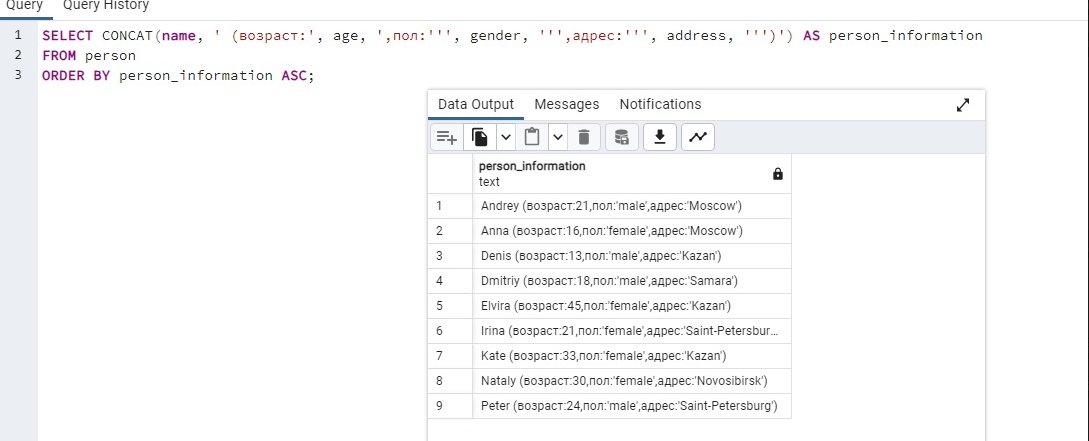 Query Query History
1 SELECT CONCAT(name, ' (возраст:', age, ',пол:''', gender, ''',адрес:''', address, ''')') AS person_information
2 FROM person
3 ORDER BY person_information ASC;
Data Output Messages Notifications
person_information
text
1 Andrey (возраст:21,пол:'male',адрес:'Moscow')
2 Anna (возраст:16,пол:'female',адрес:'Moscow')
3 Denis (возраст:13,пол:'male',адрес:'Kazan')
4 Dmitriy (возраст:18,пол:'male',адрес:'Samara')
5 Elvira (возраст:45,пол:'female',адрес:'Kazan')
6 Irina (возраст:21,пол:'female',адрес:'Saint-Petersbur...
7 Kate (возраст:33,пол:'female',адрес:'Kazan')
8 Nataly (возраст:30,пол:'female',адрес:'Novosibirsk')
9 Peter (возраст:24,пол:'male',адрес:'Saint-Petersburg')